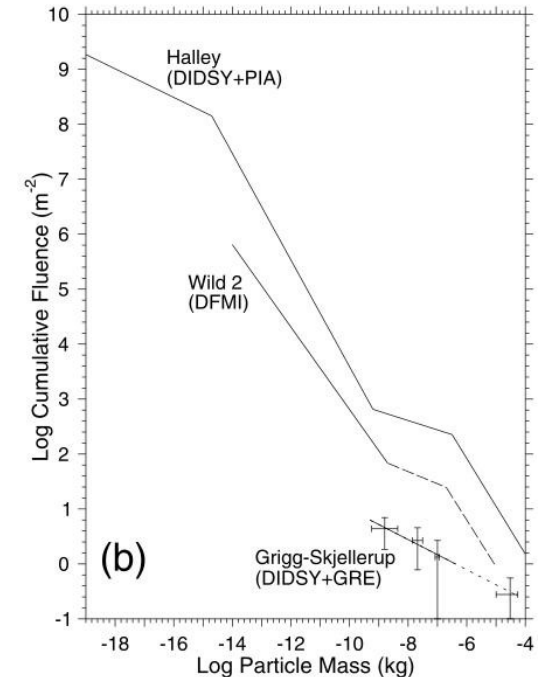 10
9
8
7
6
5
4
3
2
1
0
-1
Log Cumulative Fluence (m⁻²)
Halley
(DIDSY+PIA)
Wild 2
(DFMI)
Grigg-Skjellerup
(DIDSY+GRE)
(b)
-18 -16 -14 -12 -10 -8 -6 -4
Log Particle Mass (kg)